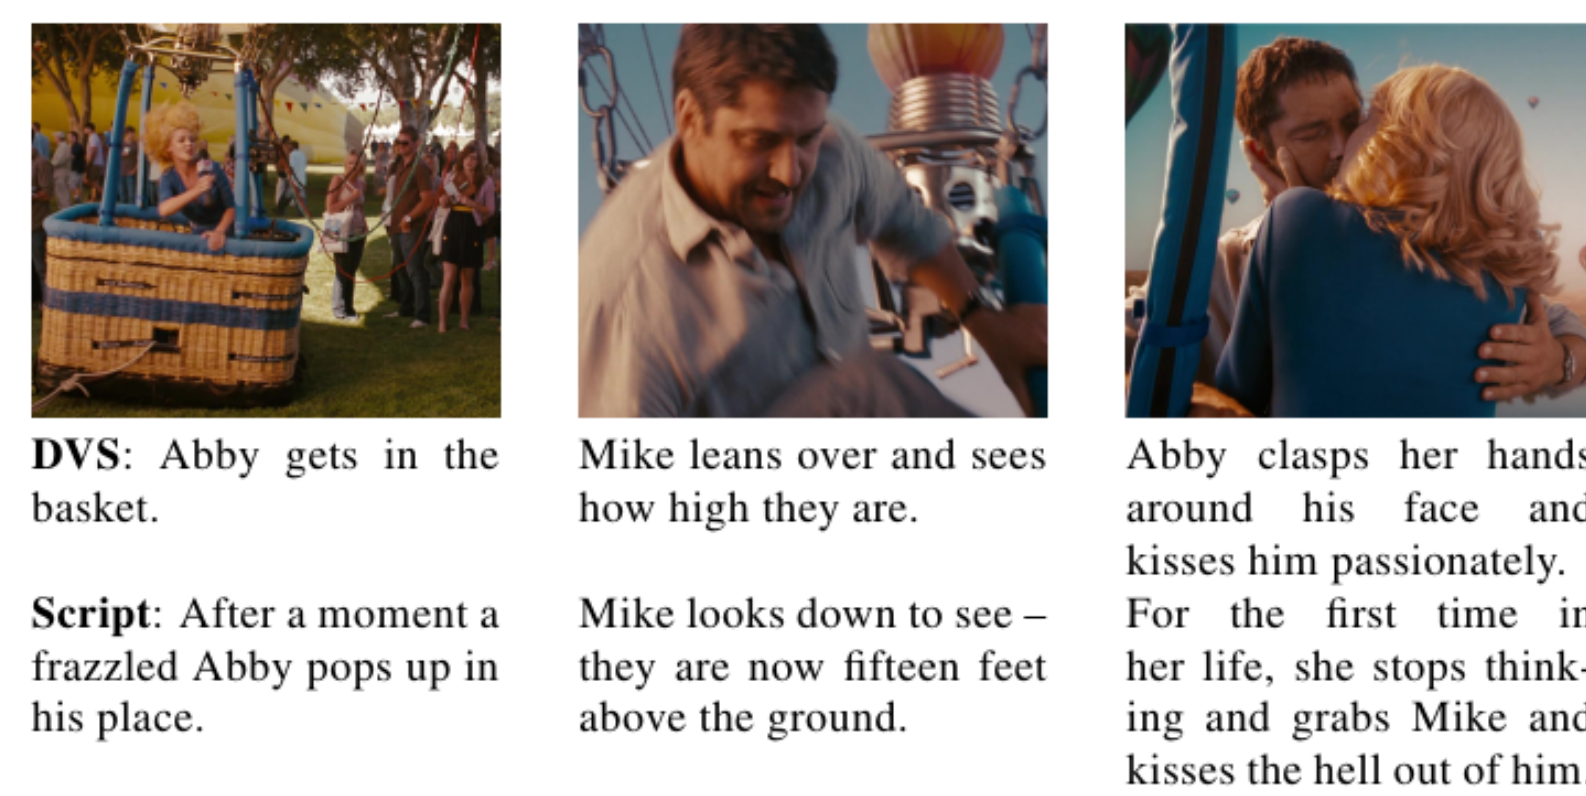 DVS: Abby gets in the
basket.
Script: After a moment a
frazzled Abby pops up in
his place.
Mike leans over and sees
how high they are.
Mike looks down to see –
they are now fifteen feet
above the ground.
Abby clasps her hands
around his face and
kisses him passionately.
For the first time in
her life, she stops think-
ing and grabs Mike and
kisses the hell out of him.